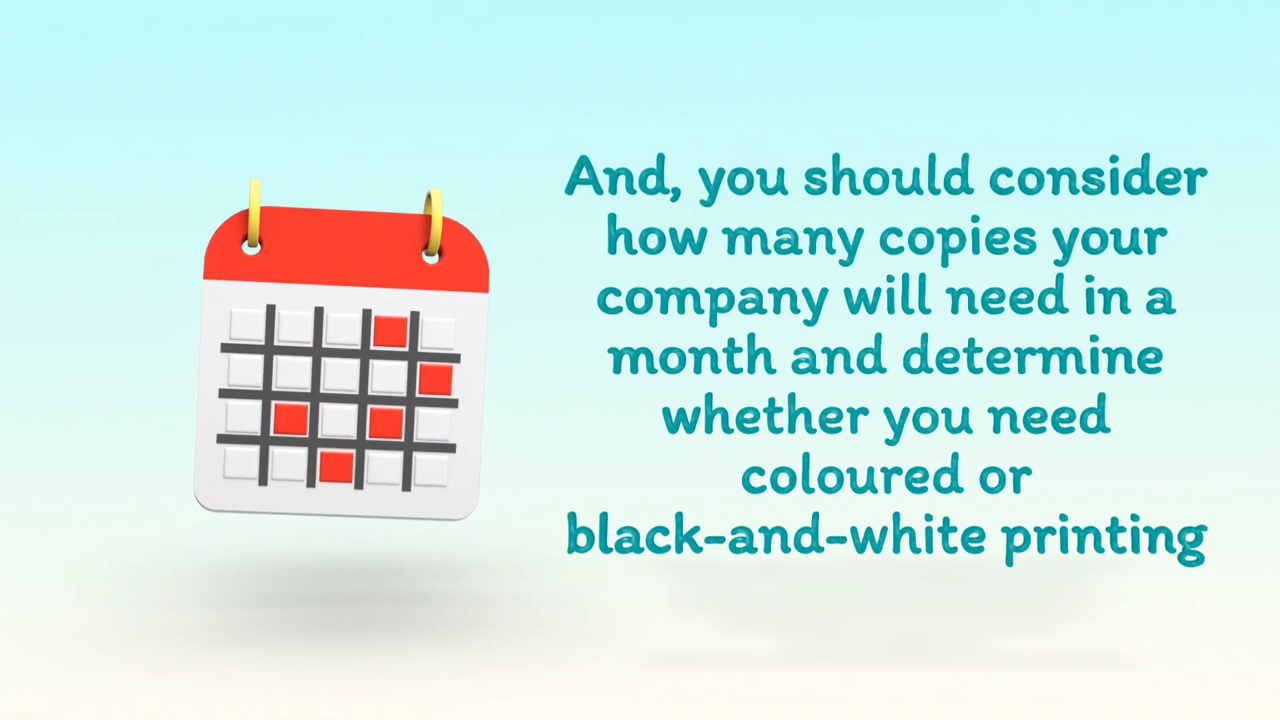 And, you should consider
how many copies your
company will need in a
month and determine
whether you need
coloured or
black-and-white printing